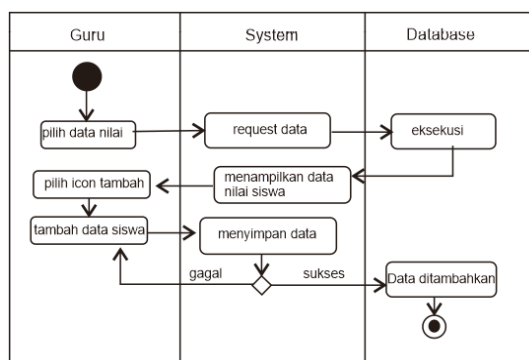 Guru
System
Database
pilih data nilai
request data
eksekusi
menampilkan data
nilai siswa
pilih icon tambah
tambah data siswa
menyimpan data
gagal
sukses
Data ditambahkan